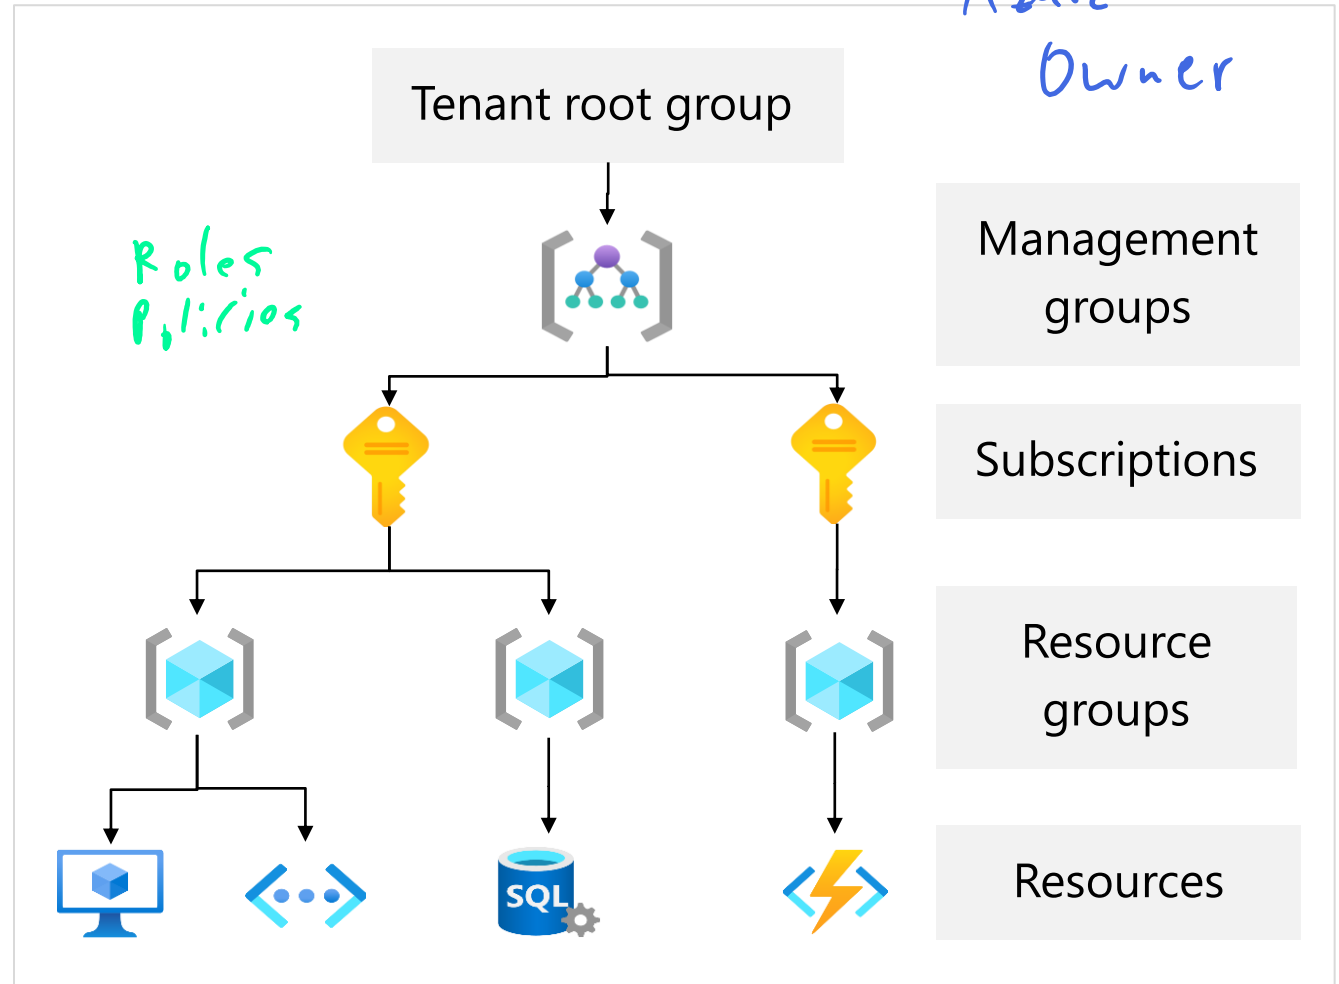 Owner
Tenant root group
Management
groups
Roles
Policies
Subscriptions
Resource
groups
SQL
Resources